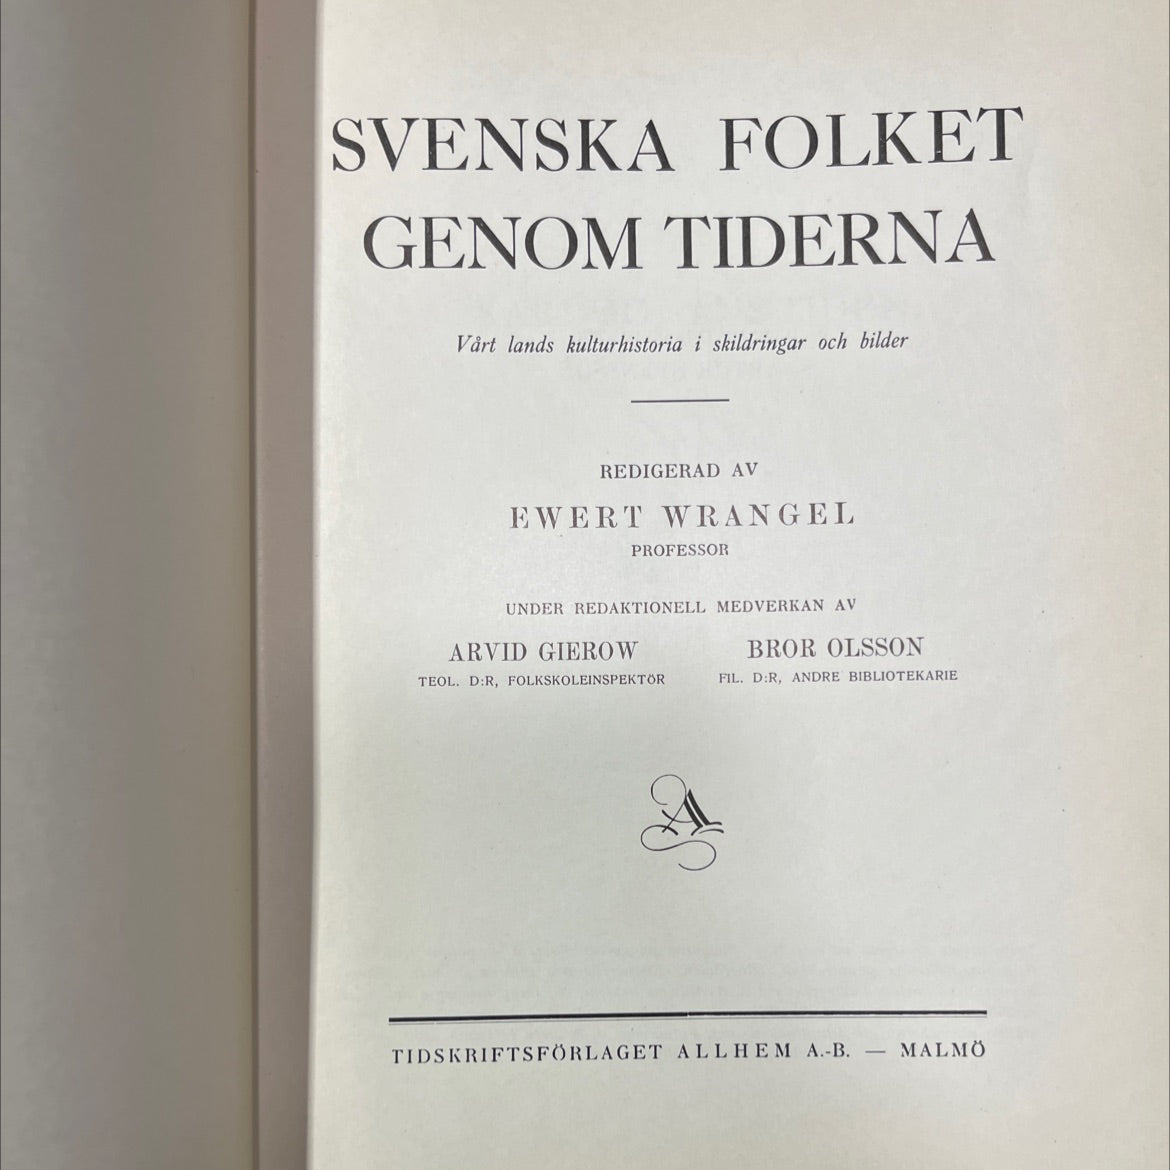 SVENSKA FOLKET
GENOM TIDERNA
Vårt lands kulturhistoria i skildringar och bilder
REDIGERAD AV
EWERT WRANGEL
PROFESSOR
UNDER REDAKTIONELL MEDVERKAN AV
ARVID GIEROW
TEOL. D:R, FOLKSKOLEINSPEKTÖR
BROR OLSSON
FIL. D:R, ANDRE BIBLIOTEKARIE
A
TIDSKRIFTSFÖRLAGET ALLHEM A.-B. — MALMÖ